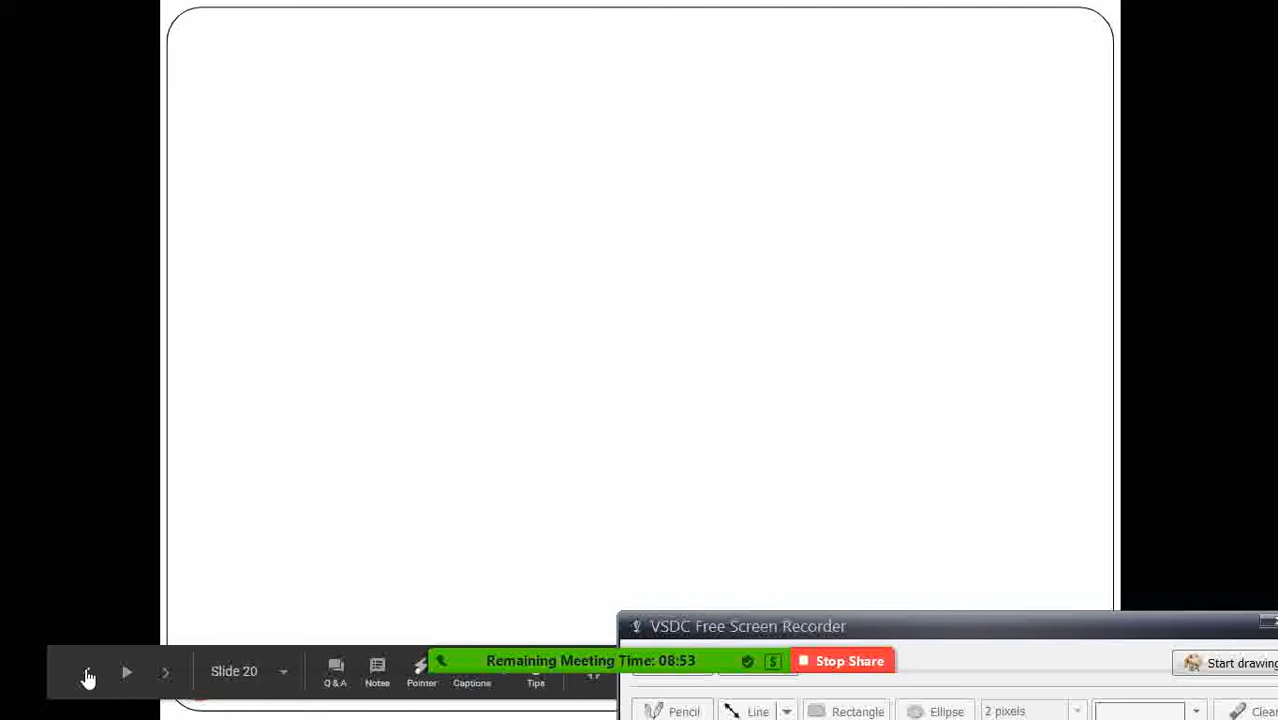 VSDC Free Screen Recorder
Remaining Meeting Time: 08:53
Stop Share
Start drawing
Slide 20
Q & A
Notes
Pointer
Captions
Tips
Pencil
Line
Rectangle
Ellipse
2 pixels
Clea